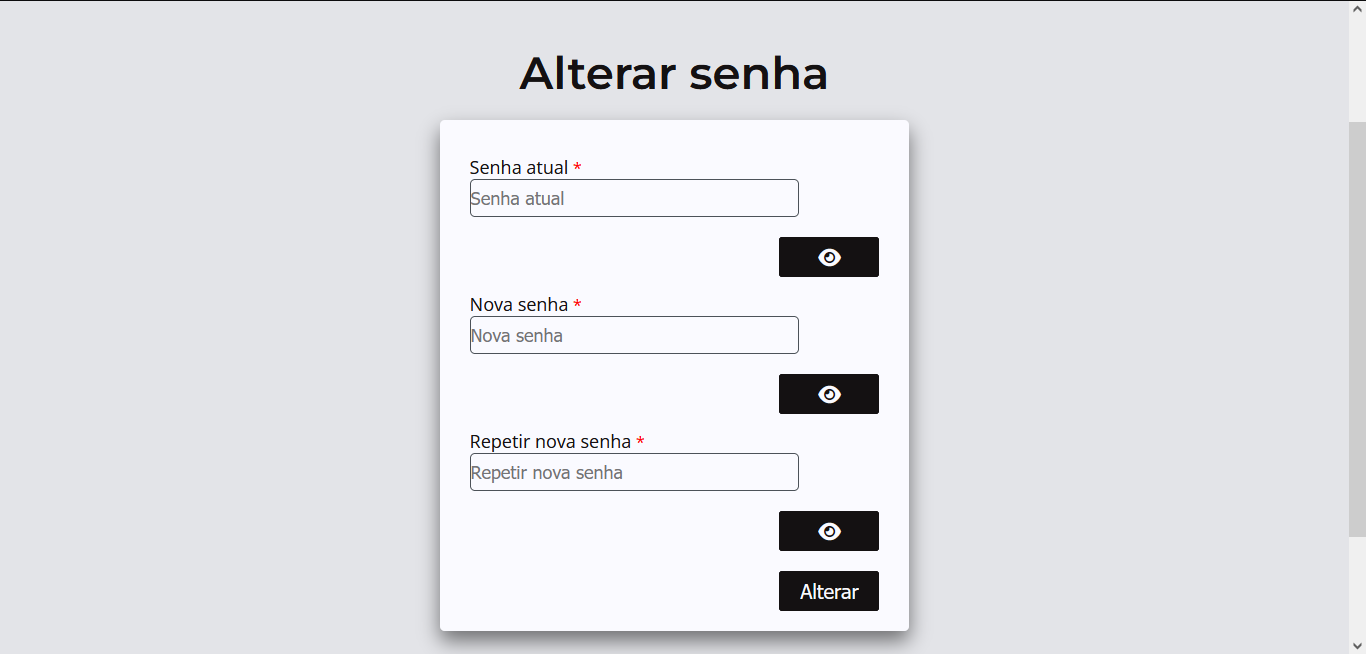 Alterar senha
Senha atual *
Senha atual
Nova senha *
Nova senha
Repetir nova senha *
Repetir nova senha
Alterar